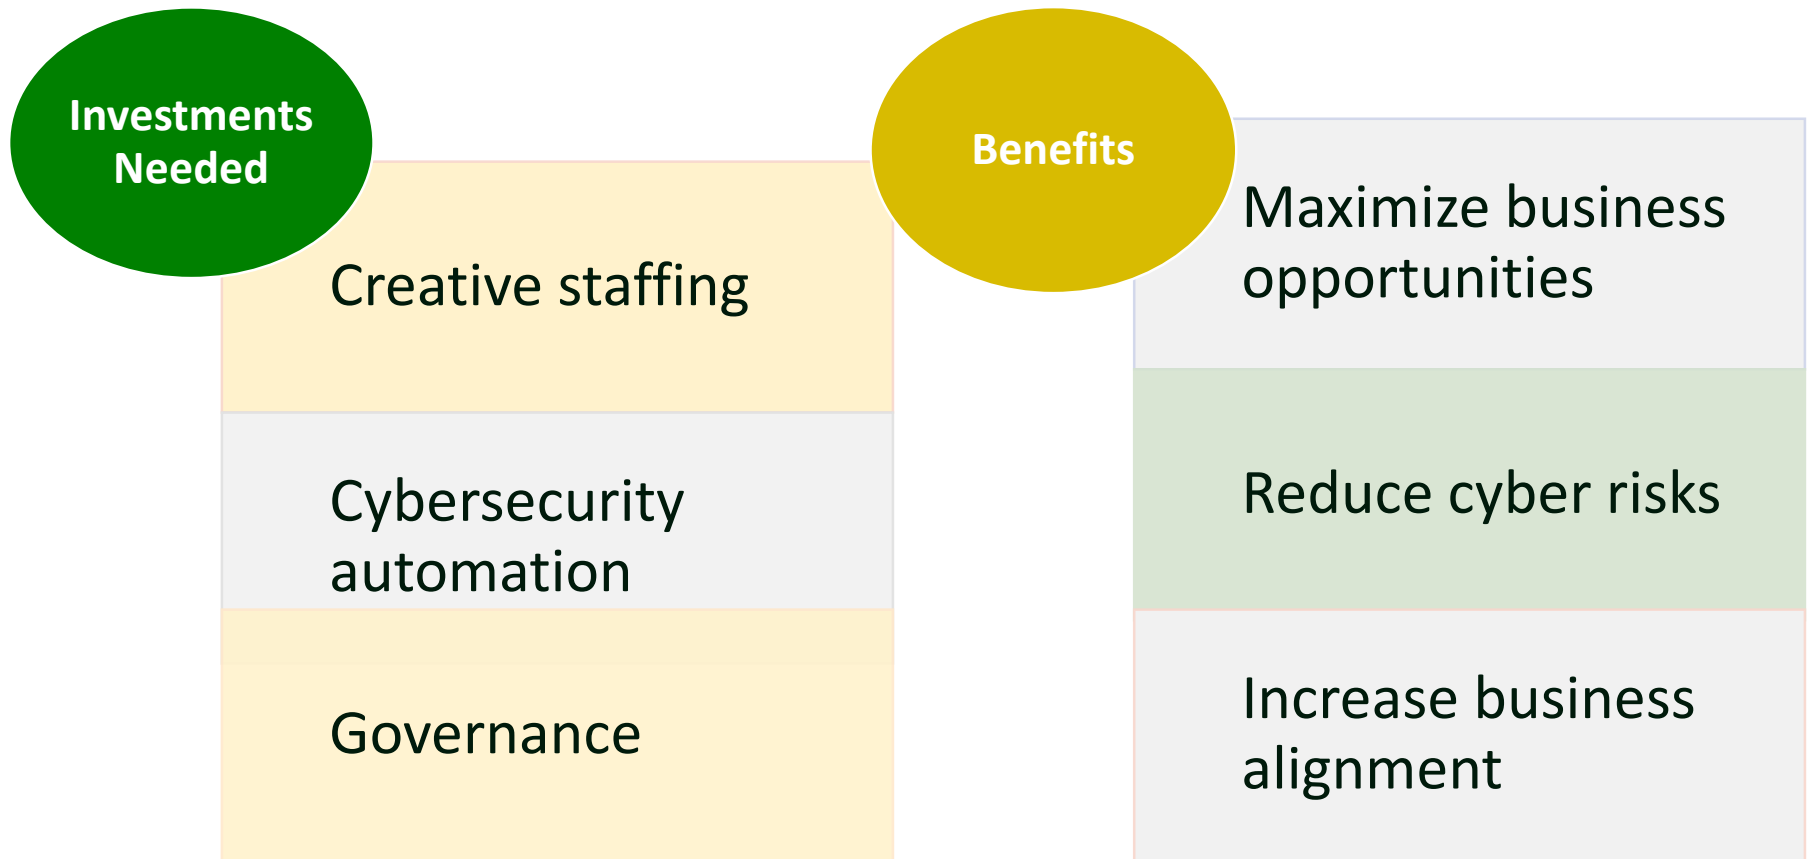 Investments
Needed
Creative staffing
Cybersecurity
automation
Governance
Benefits
Maximize business
opportunities
Reduce cyber risks
Increase business
alignment